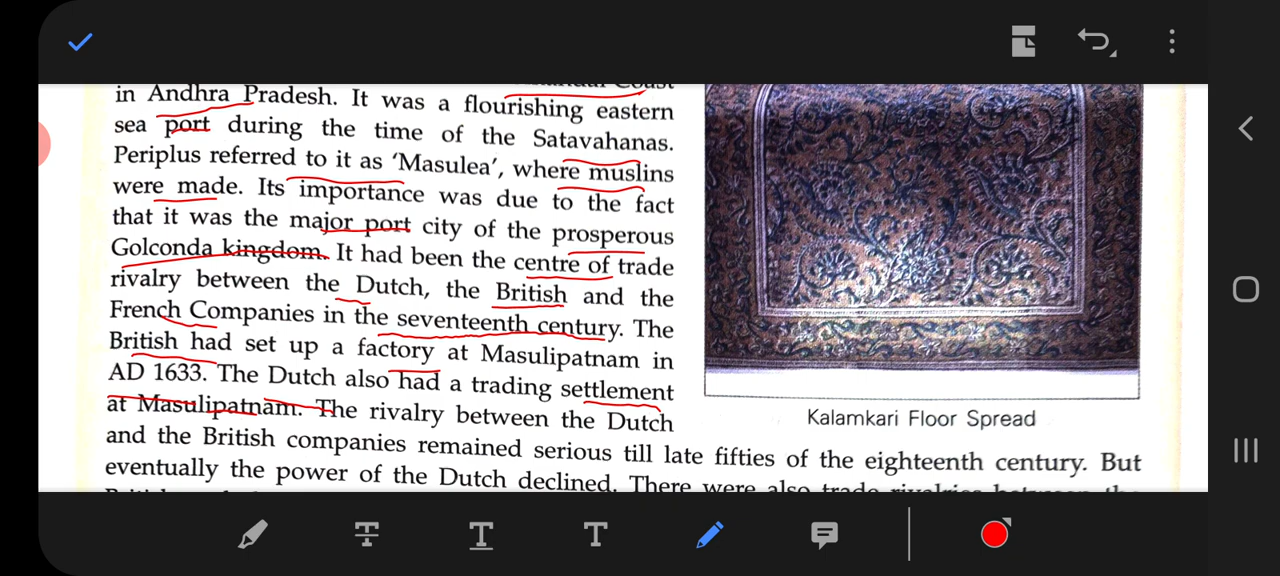 in Andhra Pradesh. It was a flourishing eastern
sea port during the time of the Satavahanas.
Periplus referred to it as ‘Masulea’, where muslins
were made. Its importance was due to the fact
that it was the major port city of the prosperous
Golconda kingdom. It had been the centre of trade
rivalry between the Dutch, the British and the
French Companies in the seventeenth century. The
British had set up a factory at Masulipatnam in
AD 1633. The Dutch also had a trading settlement
at Masulipatnam. The rivalry between the Dutch
and the British companies remained serious till late fifties of the eighteenth century. But
eventually the power of the Dutch declined. There were also trade rivalries between the
Kalamkari Floor Spread
T
T
T